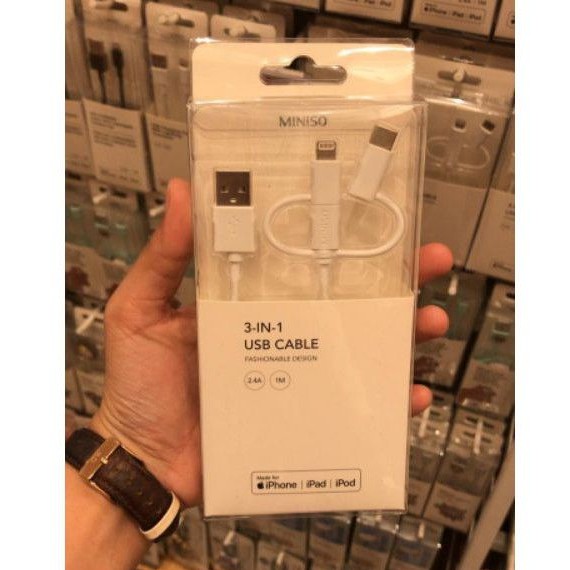 MINISO
3-IN-1
USB CABLE
FASHIONABLE DESIGN
2.4A 1M
Made for
iPhone | iPad | iPod